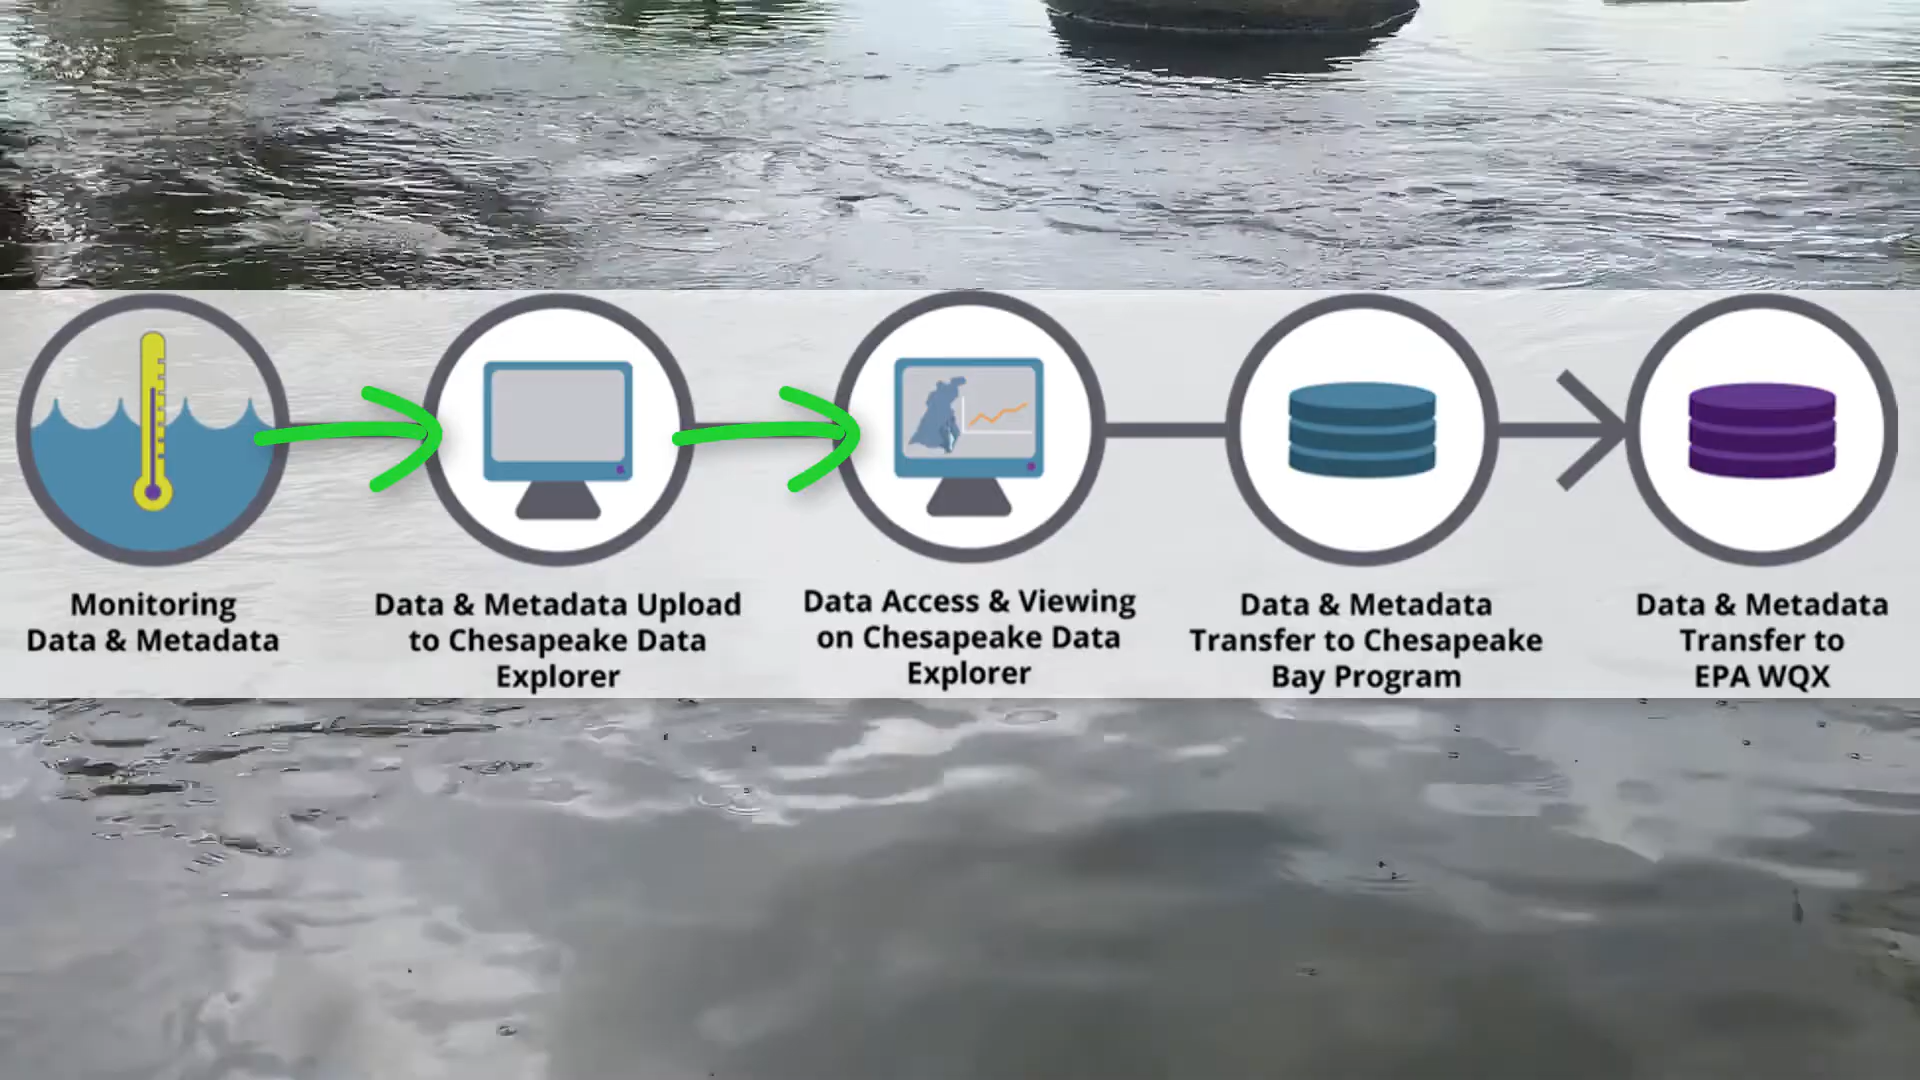 Monitoring
Data & Metadata
Data & Metadata Upload
to Chesapeake Data
Explorer
Data Access & Viewing
on Chesapeake Data
Explorer
Data & Metadata
Transfer to Chesapeake
Bay Program
Data & Metadata
Transfer to
EPA WQX